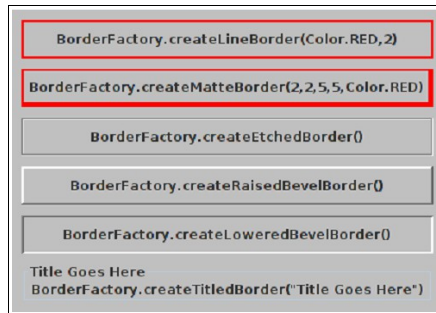 BorderFactory.createLineBorder(Color.RED,2)
BorderFactory.createMatteBorder(2,2,5,5,Color.RED)
BorderFactory.createEtchedBorder()
BorderFactory.createRaisedBevelBorder()
BorderFactory.createLoweredBevelBorder()
Title Goes Here
BorderFactory.createTitledBorder("Title Goes Here")